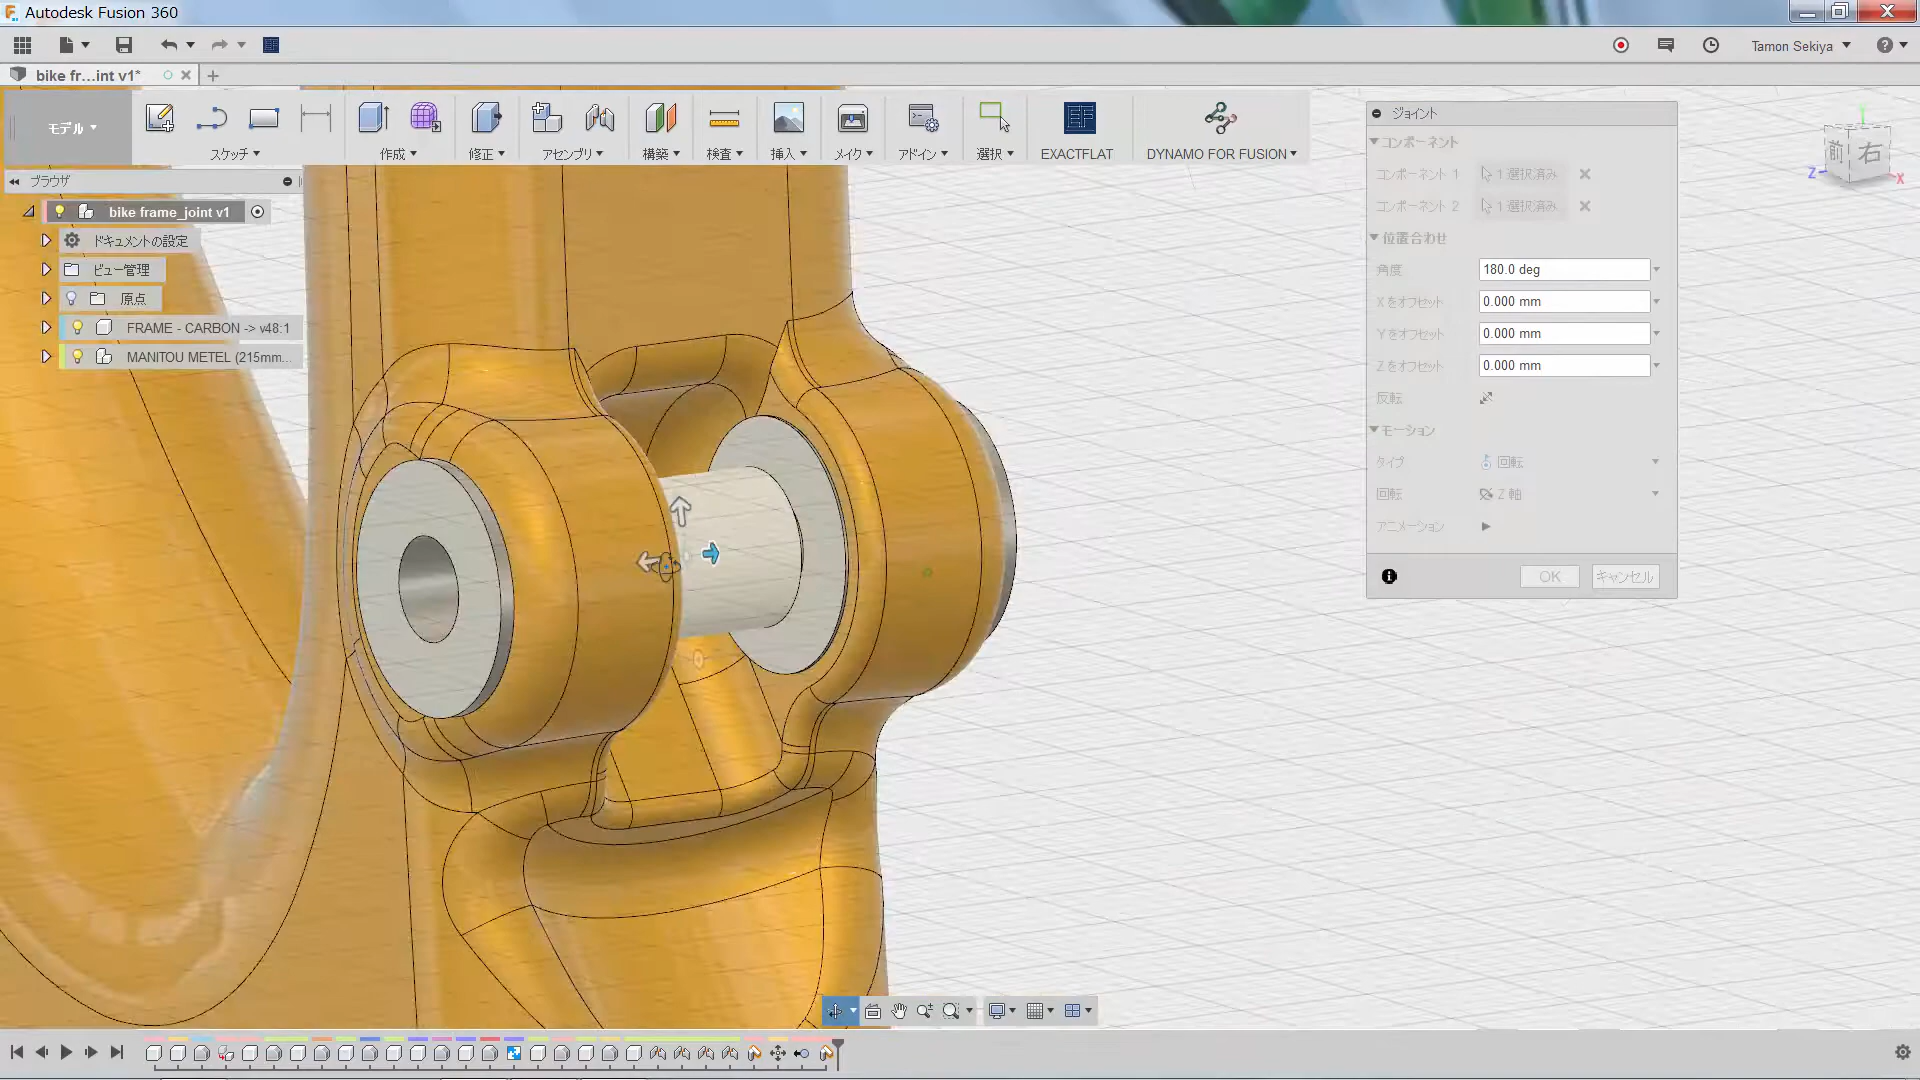 Autodesk Fusion 360
Tamon Sekiya
bike fr...int v1*
モデル
スケッチ
作成
修正
アセンブリ
構築
検査
挿入
メイク
アドイン
選択
EXACTFLAT
DYNAMO FOR FUSION
ブラウザ
bike frame_joint v1
ドキュメントの設定
ビュー管理
原点
FRAME - CARBON -> v48:1
MANITOU METEL (215mm...
ジョイント
コンポーネント
コンポーネント 1 1 選択済み
コンポーネント 2 1 選択済み
位置合わせ
角度 180.0 deg
Xをオフセット 0.000 mm
Yをオフセット 0.000 mm
Zをオフセット 0.000 mm
反転
モーション
タイプ 回転
回転 Z 軸
アニメーション
OK キャンセル
前 右
Z X